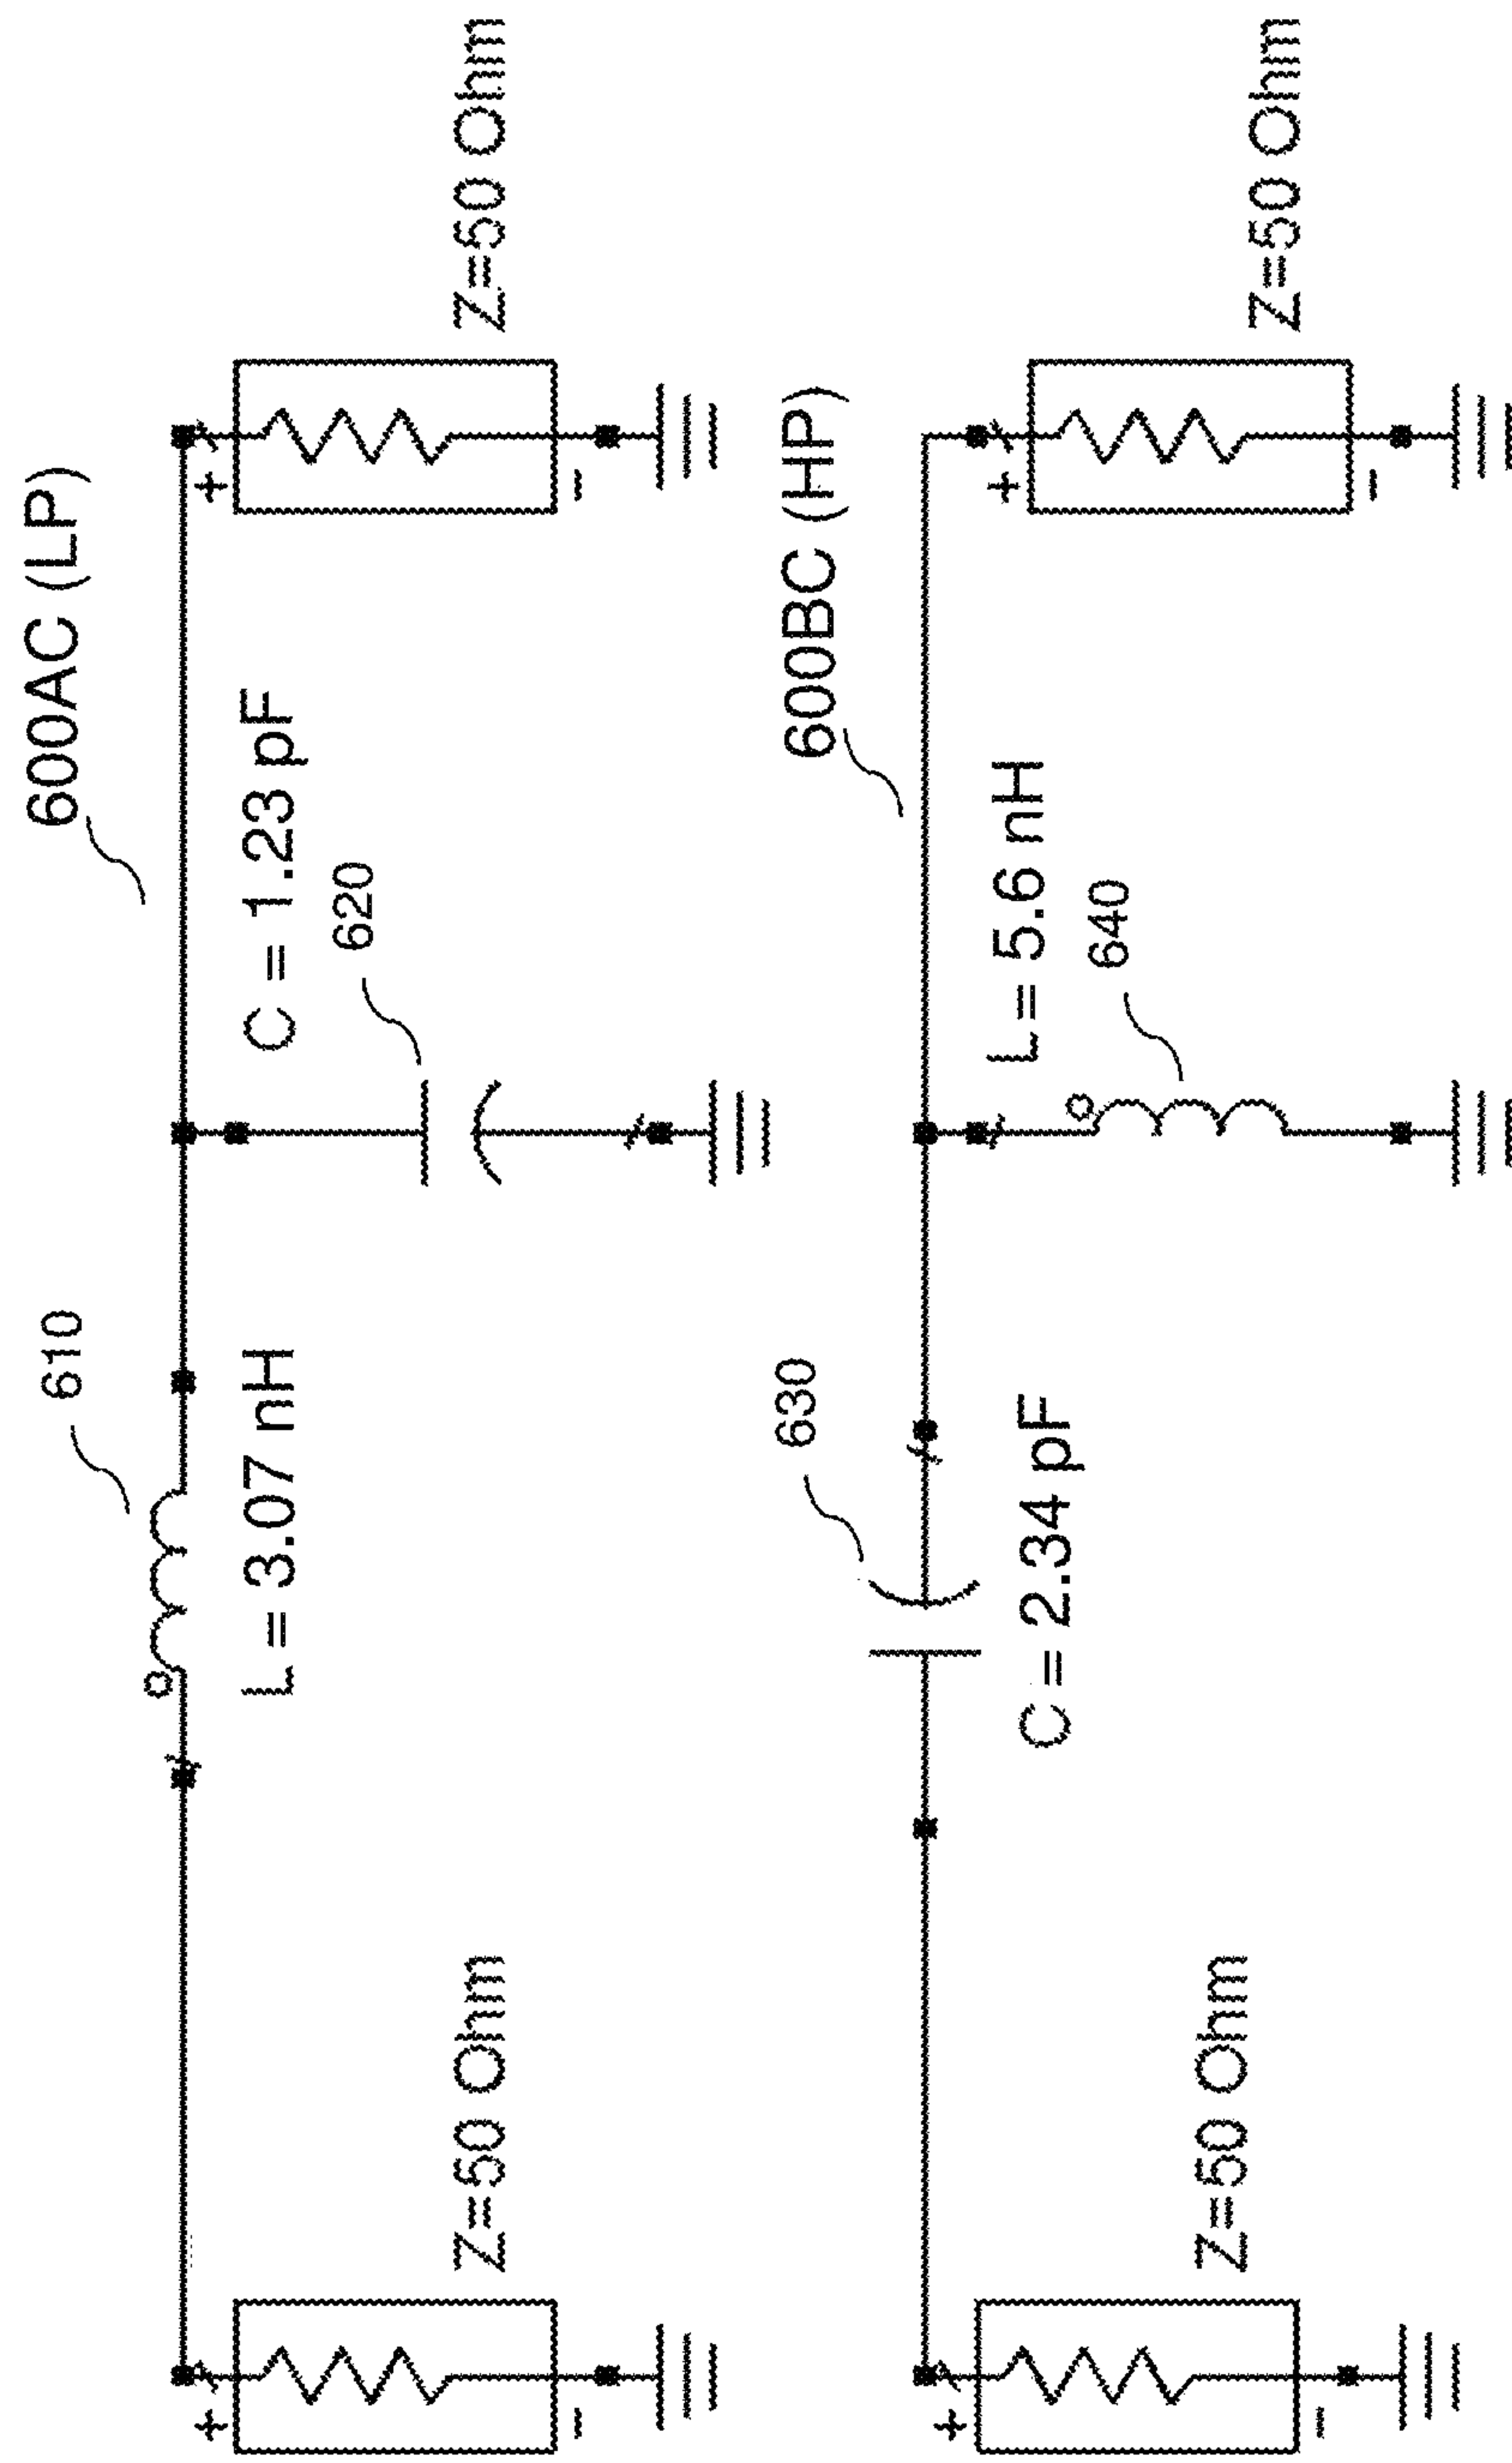 600AC (LP)
610
L = 3.07 nH
C = 1.23 pF
620
+
-
Z=50 Ohm
+
-
Z=50 Ohm
600BC (HP)
630
C = 2.34 pF
L = 5.6 nH
640
+
-
Z=50 Ohm
+
-
Z=50 Ohm